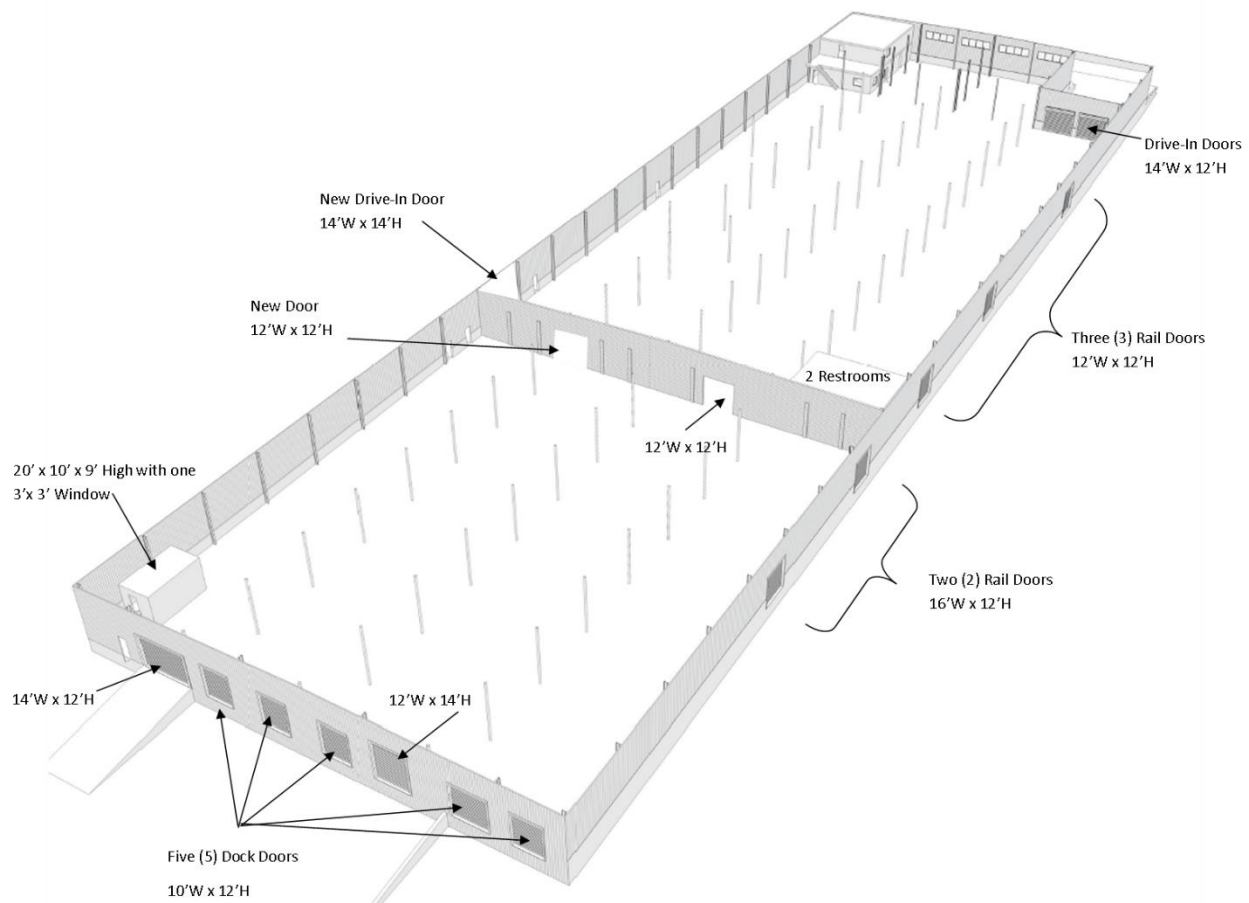 Drive-In Doors
14'W x 12'H
New Drive-In Door
14'W x 14'H
New Door
12'W x 12'H
Three (3) Rail Doors
12'W x 12'H
2 Restrooms
12'W x 12'H
20' x 10' x 9' High with one
3'x 3' Window
Two (2) Rail Doors
16'W x 12'H
14'W x 12'H
12'W x 14'H
Five (5) Dock Doors
10'W x 12'H